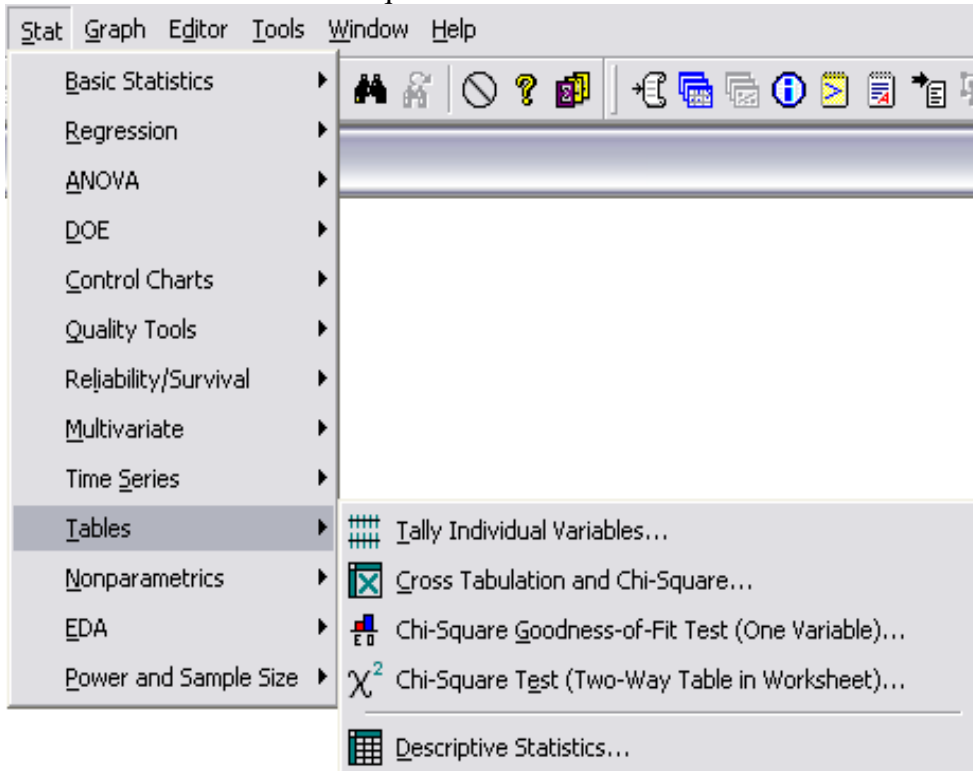 Stat Graph Editor Tools Window Help
Basic Statistics
Regression
ANOVA
DOE
Control Charts
Quality Tools
Reliability/Survival
Multivariate
Time Series
Tables
Nonparametrics
EDA
Power and Sample Size
Tally Individual Variables...
Cross Tabulation and Chi-Square...
E O Chi-Square Goodness-of-Fit Test (One Variable)...
χ² Chi-Square Test (Two-Way Table in Worksheet)...
Descriptive Statistics...